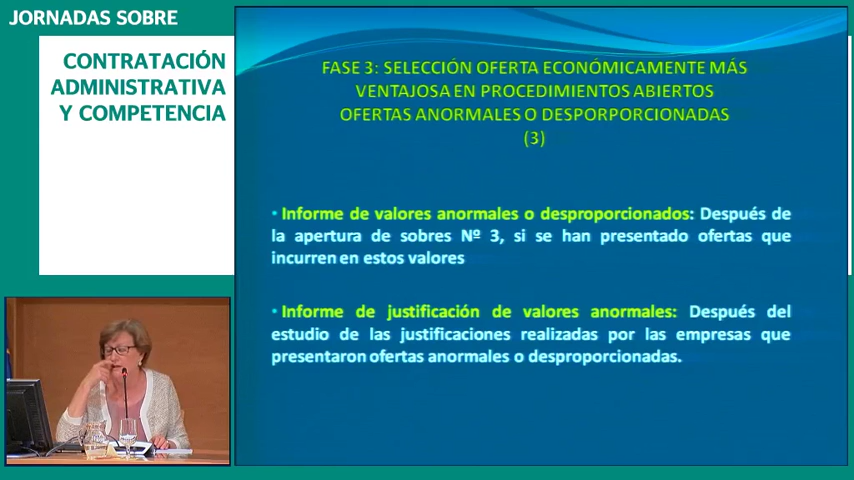 JORNADAS SOBRE
CONTRATACIÓN
ADMINISTRATIVA
Y COMPETENCIA
FASE 3: SELECCIÓN OFERTA ECONÓMICAMENTE MÁS
VENTAJOSA EN PROCEDIMIENTOS ABIERTOS
OFERTAS ANORMALES O DESPORPORCIONADAS
(3)
• Informe de valores anormales o desproporcionados: Después de
la apertura de sobres Nº 3, si se han presentado ofertas que
incurren en estos valores
• Informe de justificación de valores anormales: Después del
estudio de las justificaciones realizadas por las empresas que
presentaron ofertas anormales o desproporcionadas.